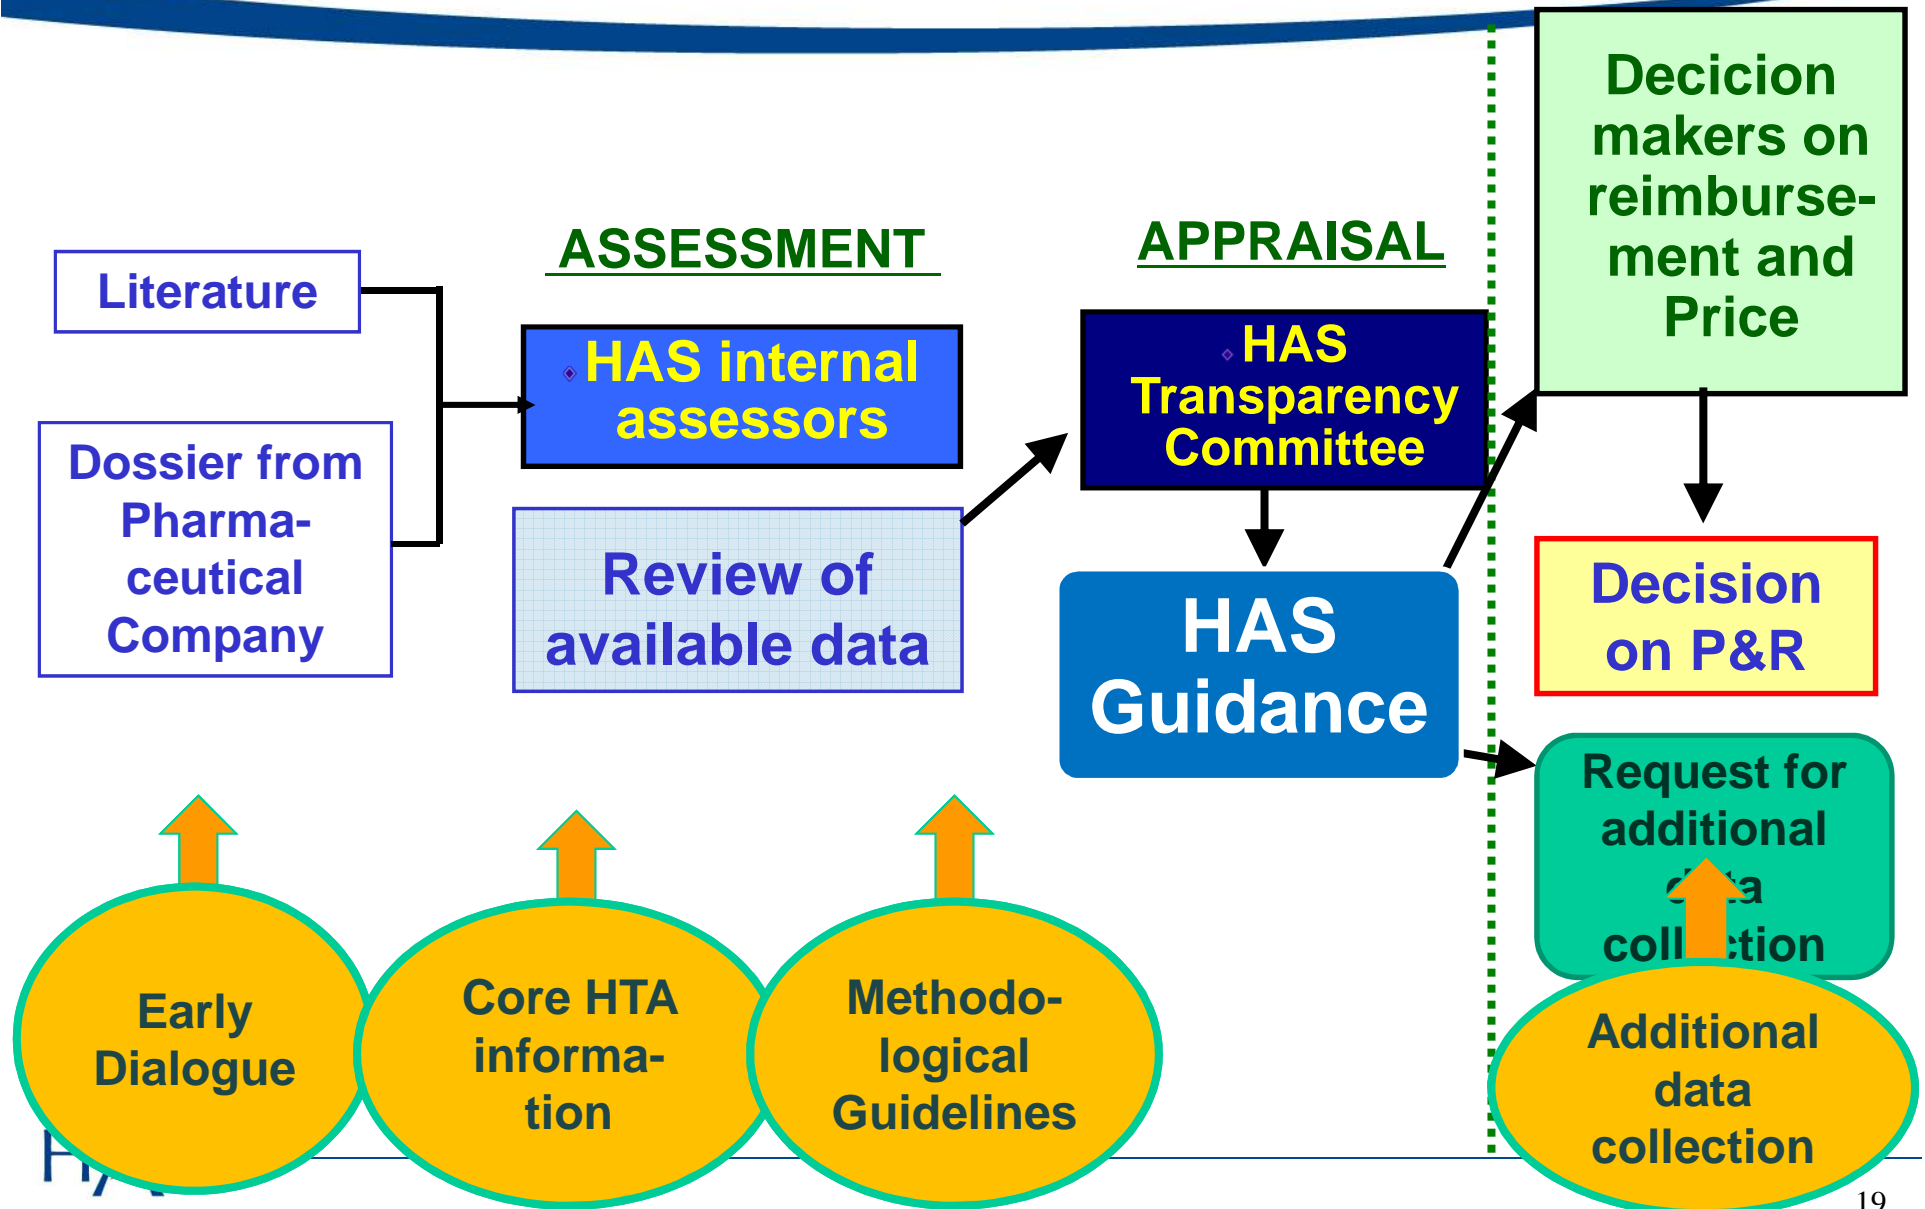 Literature
Dossier from
Pharma-
ceutical
Company
ASSESSMENT
HAS internal
assessors
Review of
available data
APPRAISAL
HAS
Transparency
Committee
HAS
Guidance
Decicion
makers on
reimburse-
ment and
Price
Decision
on P&R
Request for
additional
data
collection
Early
Dialogue
Core HTA
informa-
tion
Methodo-
logical
Guidelines
Additional
data
collection
19